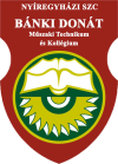 NYÍREGYHÁZI SZC
BÁNKI DONÁT
Műszaki Technikum
és Kollégium